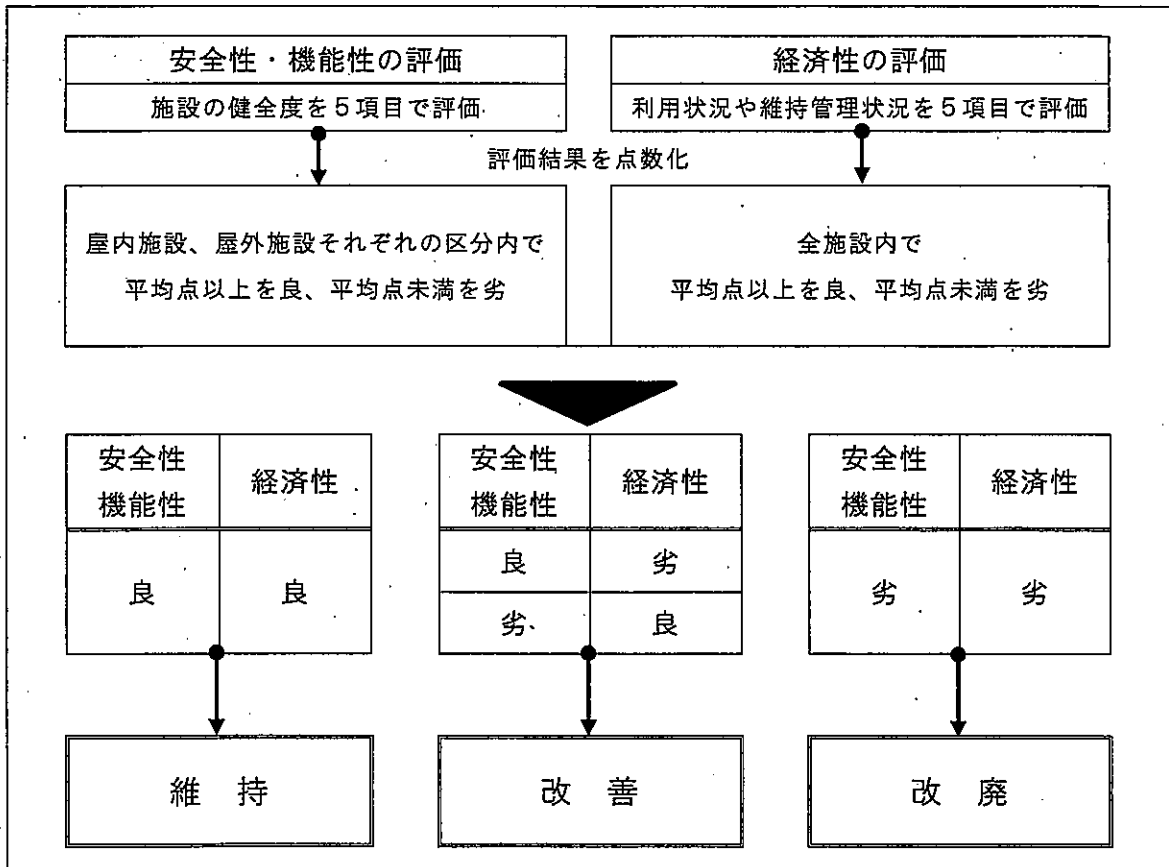 安全性・機能性の評価
施設の健全度を5項目で評価
経済性の評価
利用状況や維持管理状況を5項目で評価
評価結果を点数化
屋内施設、屋外施設それぞれの区分内で
平均点以上を良、平均点未満を劣
全施設内で
平均点以上を良、平均点未満を劣
安全性
機能性
経済性
良
良
維 持
安全性
機能性
経済性
良
劣
劣
良
改 善
安全性
機能性
経済性
劣
劣
改 廃